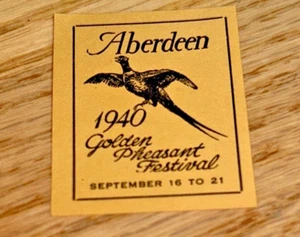 Aberdeen
1940
Golden
Pheasant
Festival
SEPTEMBER 16 TO 21